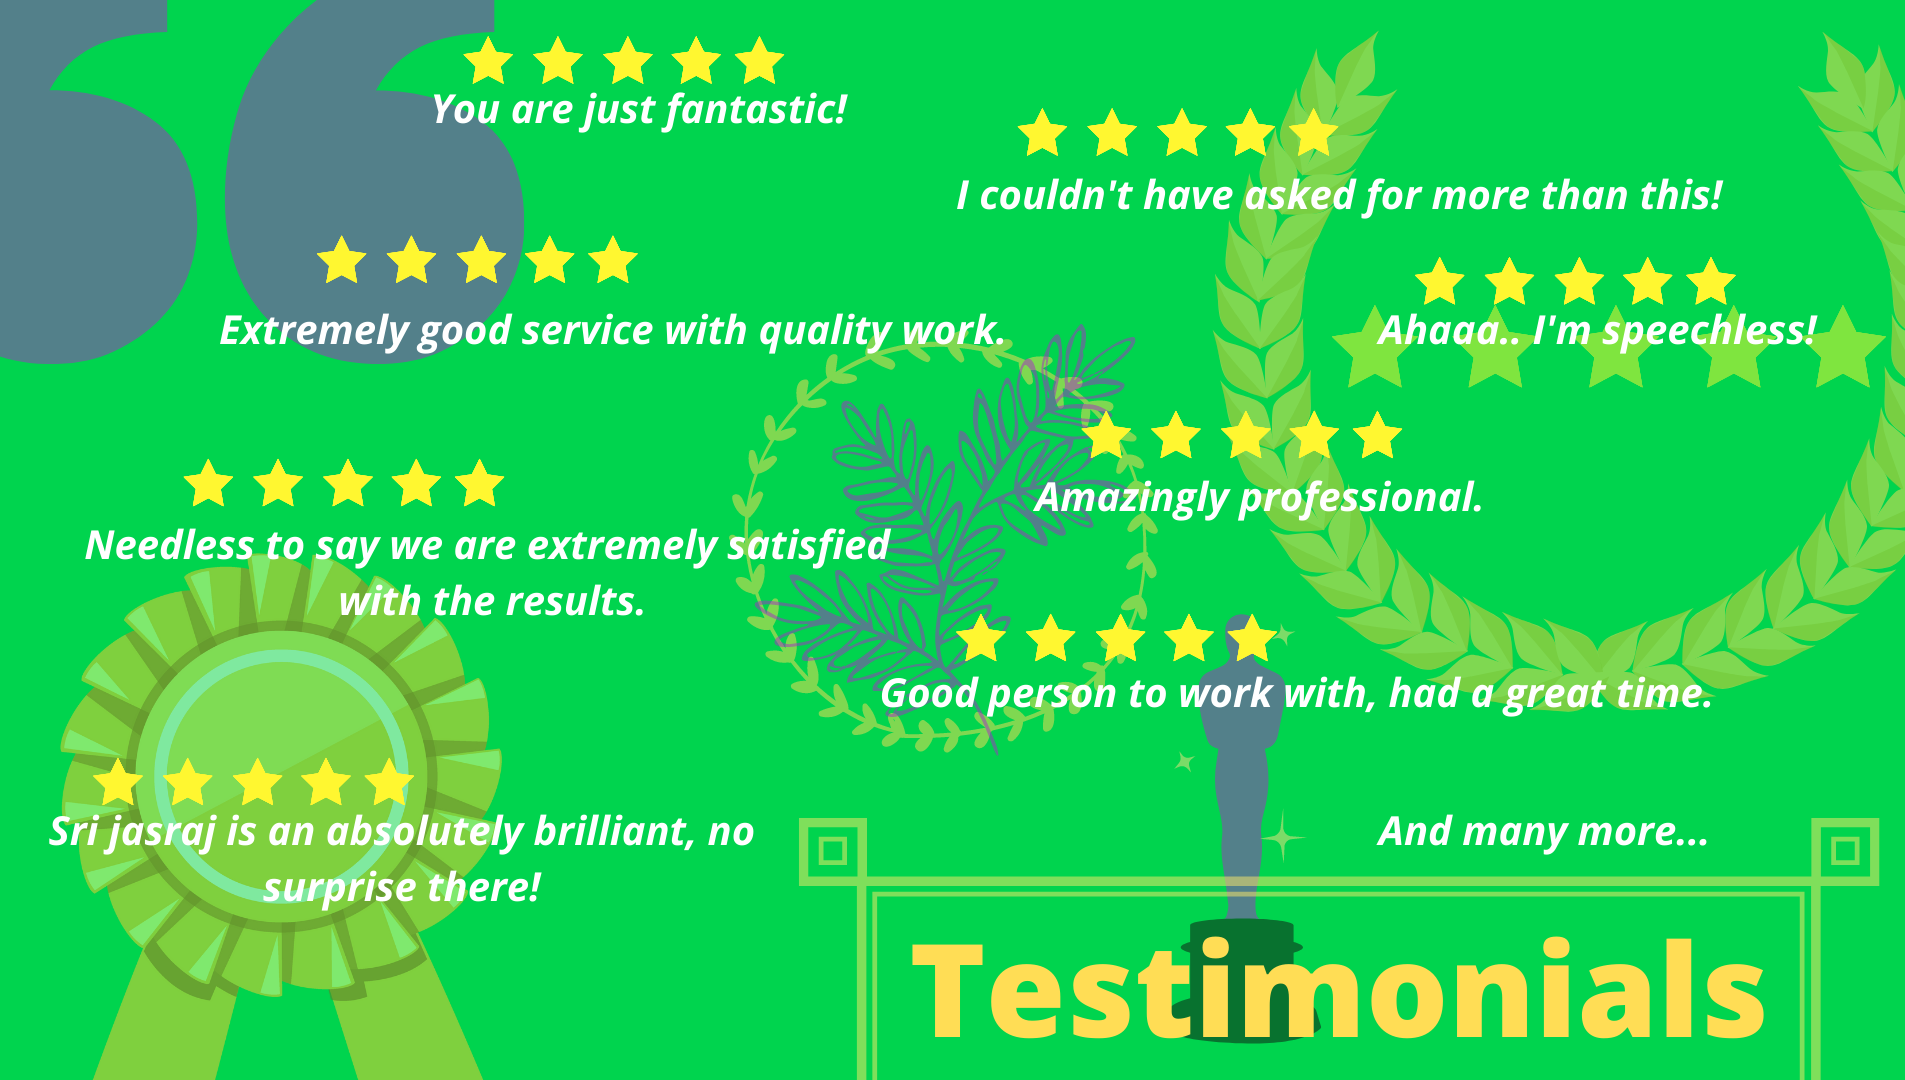 You are just fantastic!
I couldn't have asked for more than this!
Extremely good service with quality work.
Ahaaa.. I'm speechless!
Amazingly professional.
Needless to say we are extremely satisfied
with the results.
Good person to work with, had a great time.
Sri jasraj is an absolutely brilliant, no
surprise there!
And many more...
Testimonials